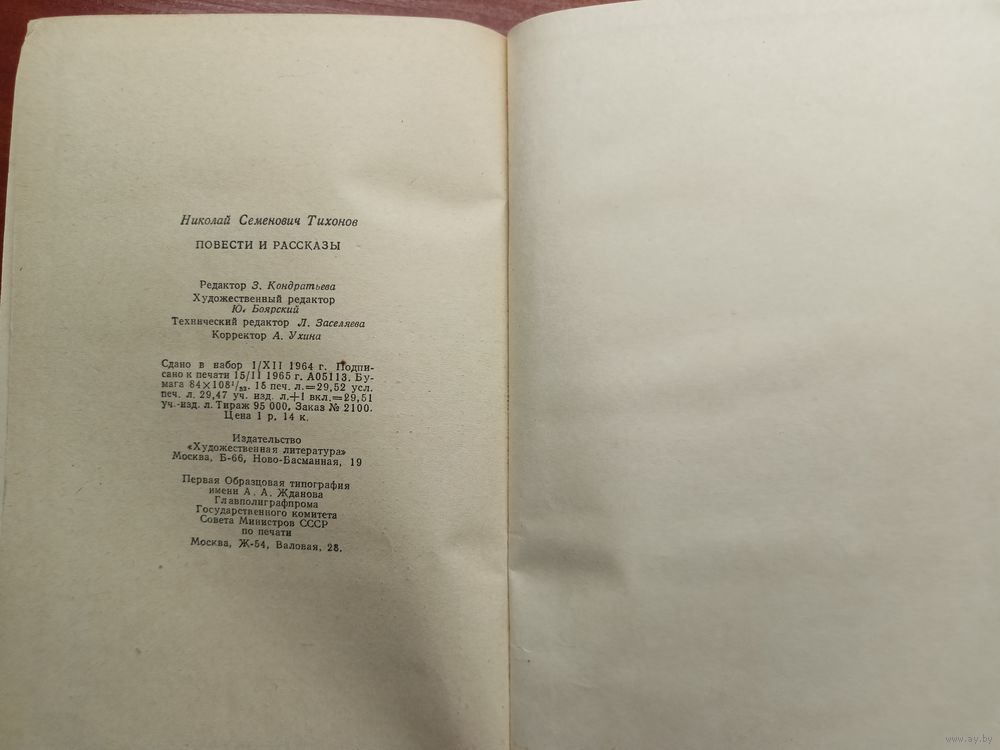 Николай Семенович Тихонов
ПОВЕСТИ И РАССКАЗЫ
Редактор З. Кондратьева
Художественный редактор
Ю. Боярский
Технический редактор Л. Заселяева
Корректор А. Ухина
Сдано в набор 1/XII 1964 г. Подпи-
сано к печати 15/II 1965 г. А05113. Бу-
мага 84×108¹/₃₂. 18 печ. л.=29,52 усл.
печ. л. 29,47 уч. изд. л.+1 вкл.=29,51
уч.-изд. л. Тираж 95 000. Заказ № 2100.
Цена 1 р. 14 к.
Издательство
«Художественная литература»
Москва, Б-66, Ново-Басманная, 19
Первая Образцовая типография
имени А. А. Жданова
Главполиграфпрома
Государственного комитета
Совета Министров СССР
по печати
Москва, Ж-54, Валовая, 28.
www.ay.by